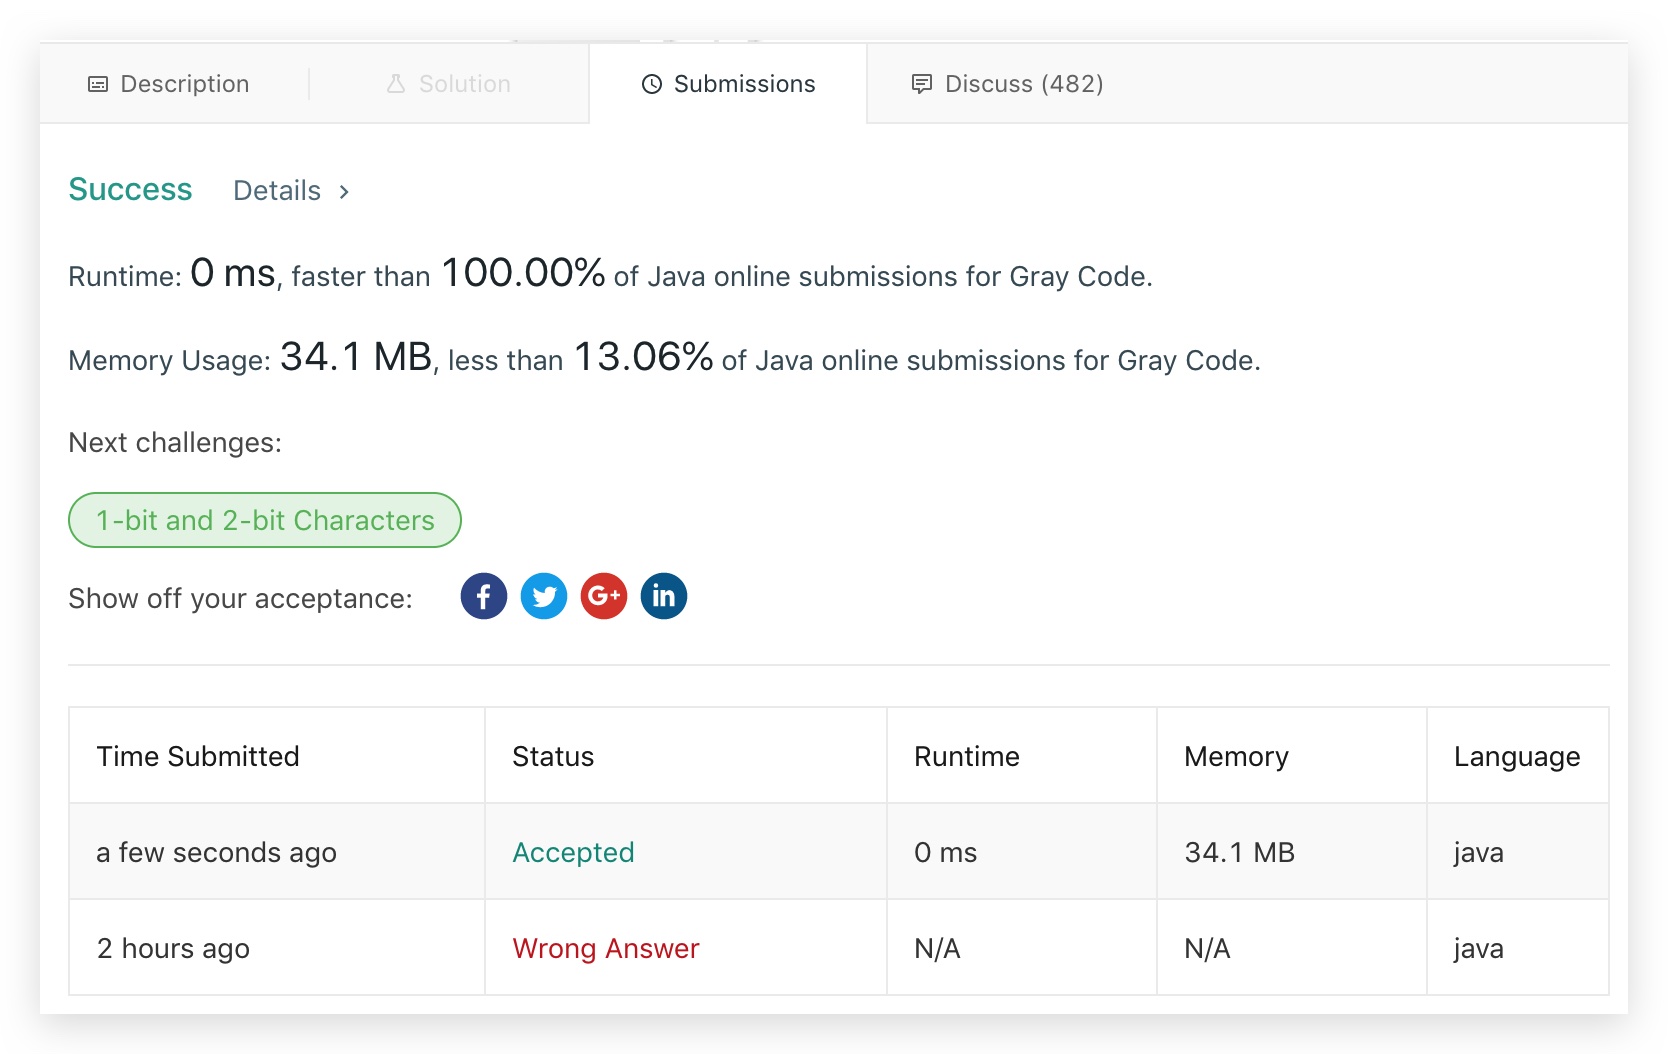 Description Solution Submissions Discuss (482)
Success Details >
Runtime: 0 ms, faster than 100.00% of Java online submissions for Gray Code.
Memory Usage: 34.1 MB, less than 13.06% of Java online submissions for Gray Code.
Next challenges:
1-bit and 2-bit Characters
Show off your acceptance: f G+ in
Time Submitted Status Runtime Memory Language
a few seconds ago Accepted 0 ms 34.1 MB java
2 hours ago Wrong Answer N/A N/A java